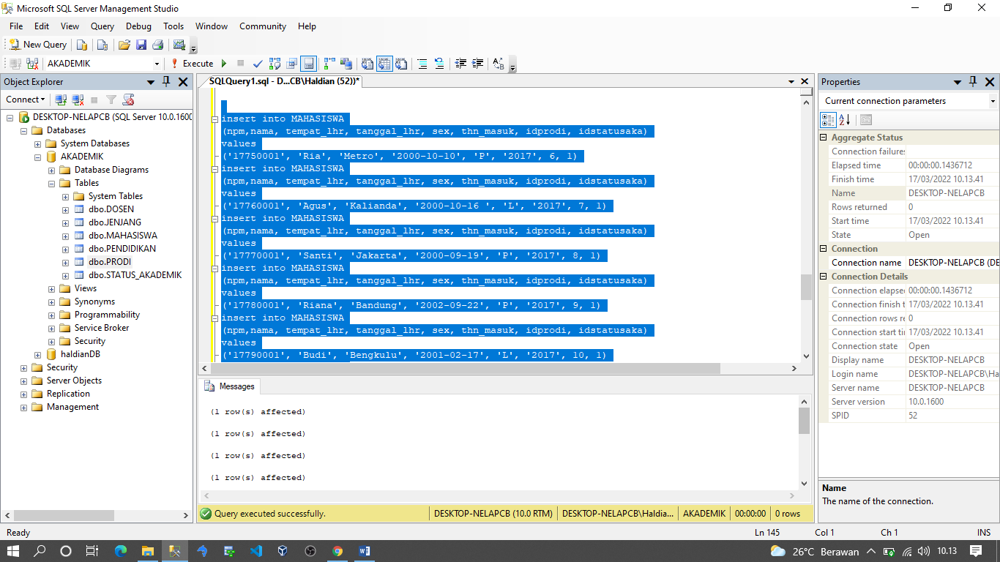 Microsoft SQL Server Management Studio
File Edit View Query Debug Tools Window Community Help
New Query
AKADEMIK
Execute
Object Explorer
Connect
DESKTOP-NELAPCB (SQL Server 10.0.1600
Databases
System Databases
AKADEMIK
Database Diagrams
Tables
System Tables
dbo.DOSEN
dbo.JENJANG
dbo.MAHASISWA
dbo.PENDIDIKAN
dbo.PRODI
dbo.STATUS_AKADEMIK
Views
Synonyms
Programmability
Service Broker
Security
haldianDB
Security
Server Objects
Replication
Management
SQLQuery1.sql - D...CB\Haldian (52))*
insert into MAHASISWA
(npm,nama, tempat_lhr, tanggal_lhr, sex, thn_masuk, idprodi, idstatusaka)
values
('17750001', 'Ria', 'Metro', '2000-10-10', 'P', '2017', 6, 1)
insert into MAHASISWA
(npm,nama, tempat_lhr, tanggal_lhr, sex, thn_masuk, idprodi, idstatusaka)
values
('17760001', 'Agus', 'Kalianda', '2000-10-16 ', 'L', '2017', 7, 1)
insert into MAHASISWA
(npm,nama, tempat_lhr, tanggal_lhr, sex, thn_masuk, idprodi, idstatusaka)
values
('17770001', 'Santi', 'Jakarta', '2000-09-19', 'P', '2017', 8, 1)
insert into MAHASISWA
(npm,nama, tempat_lhr, tanggal_lhr, sex, thn_masuk, idprodi, idstatusaka)
values
('17780001', 'Riana', 'Bandung', '2002-09-22', 'P', '2017', 9, 1)
insert into MAHASISWA
(npm,nama, tempat_lhr, tanggal_lhr, sex, thn_masuk, idprodi, idstatusaka)
values
('17790001', 'Budi', 'Bengkulu', '2001-02-17', 'L', '2017', 10, 1)
Messages
(1 row(s) affected)
(1 row(s) affected)
(1 row(s) affected)
(1 row(s) affected)
Query executed successfully. DESKTOP-NELAPCB (10.0 RTM) DESKTOP-NELAPCB\Haldia... AKADEMIK 00:00:00 0 rows
Properties
Current connection parameters
Aggregate Status
Connection failures
Elapsed time 00:00:00.1436712
Finish time 17/03/2022 10.13.41
Name DESKTOP-NELAPCB
Rows returned 0
Start time 17/03/2022 10.13.41
State Open
Connection
Connection name DESKTOP-NELAPCB (DE
Connection Details
Connection elapse 00:00:00.1436712
Connection finish t 17/03/2022 10.13.41
Connection rows re 0
Connection start ti 17/03/2022 10.13.41
Connection state Open
Display name DESKTOP-NELAPCB
Login name DESKTOP-NELAPCB\Ha
Server name DESKTOP-NELAPCB
Server version 10.0.1600
SPID 52
Name
The name of the connection.
Ready Ln 145 Col 1 Ch 1 INS
26°C Berawan 10.13